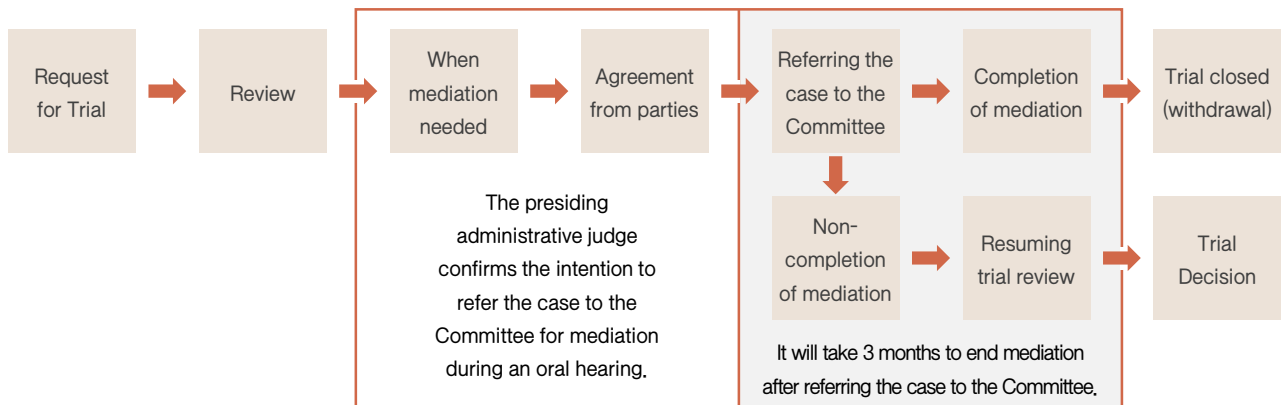 Request
for Trial
Review
When
mediation
needed
Agreement
from parties
Referring the
case to the
Committee
Completion
of mediation
Trial closed
(withdrawal)
The presiding
administrative judge
confirms the intention to
refer the case to the
Committee for mediation
during an oral hearing.
Non-
completion
of mediation
Resuming
trial review
Trial
Decision
It will take 3 months to end mediation
after referring the case to the Committee.